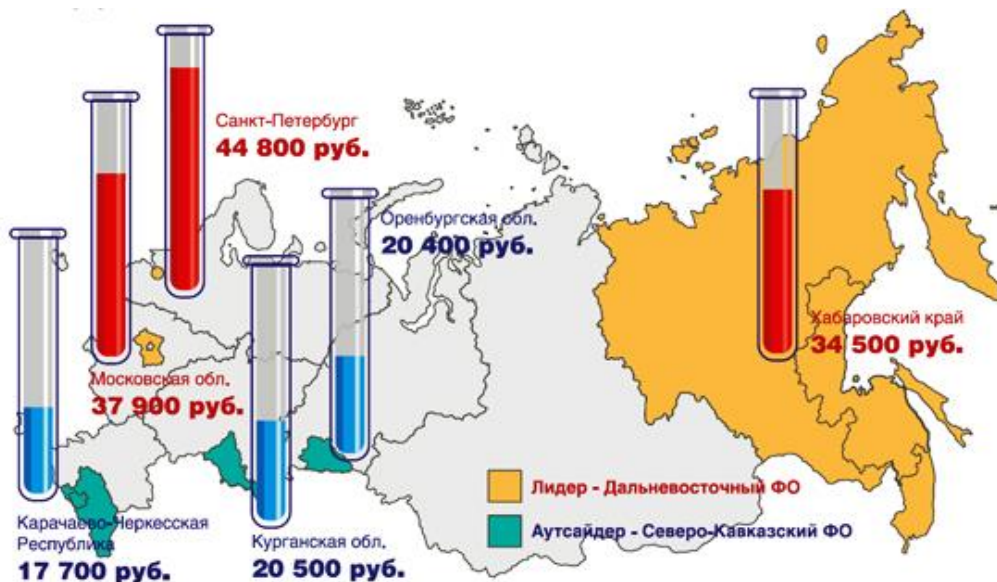 Санкт-Петербург
44 800 руб.
Оренбургская обл.
20 400 руб.
Хабаровский край
34 500 руб.
Московская обл.
37 900 руб.
Лидер - Дальневосточный ФО
Аутсайдер - Северо-Кавказский ФО
Карачаево-Черкесская
Республика
17 700 руб.
Курганская обл.
20 500 руб.